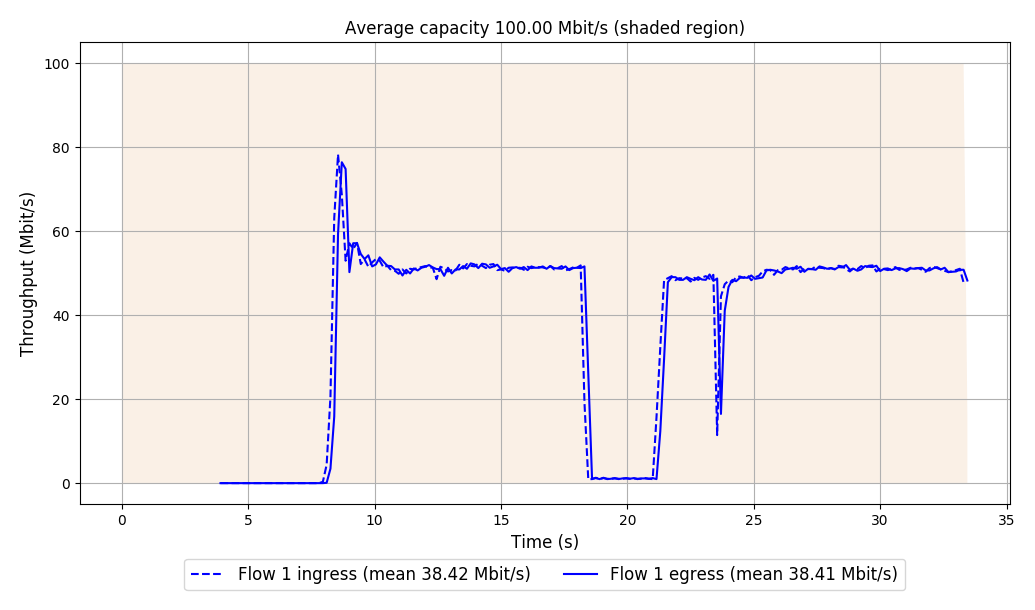 Average capacity 100.00 Mbit/s (shaded region)
Throughput (Mbit/s)
100
80
60
40
20
0
0 5 10 15 20 25 30 35
Time (s)
Flow 1 ingress (mean 38.42 Mbit/s) Flow 1 egress (mean 38.41 Mbit/s)